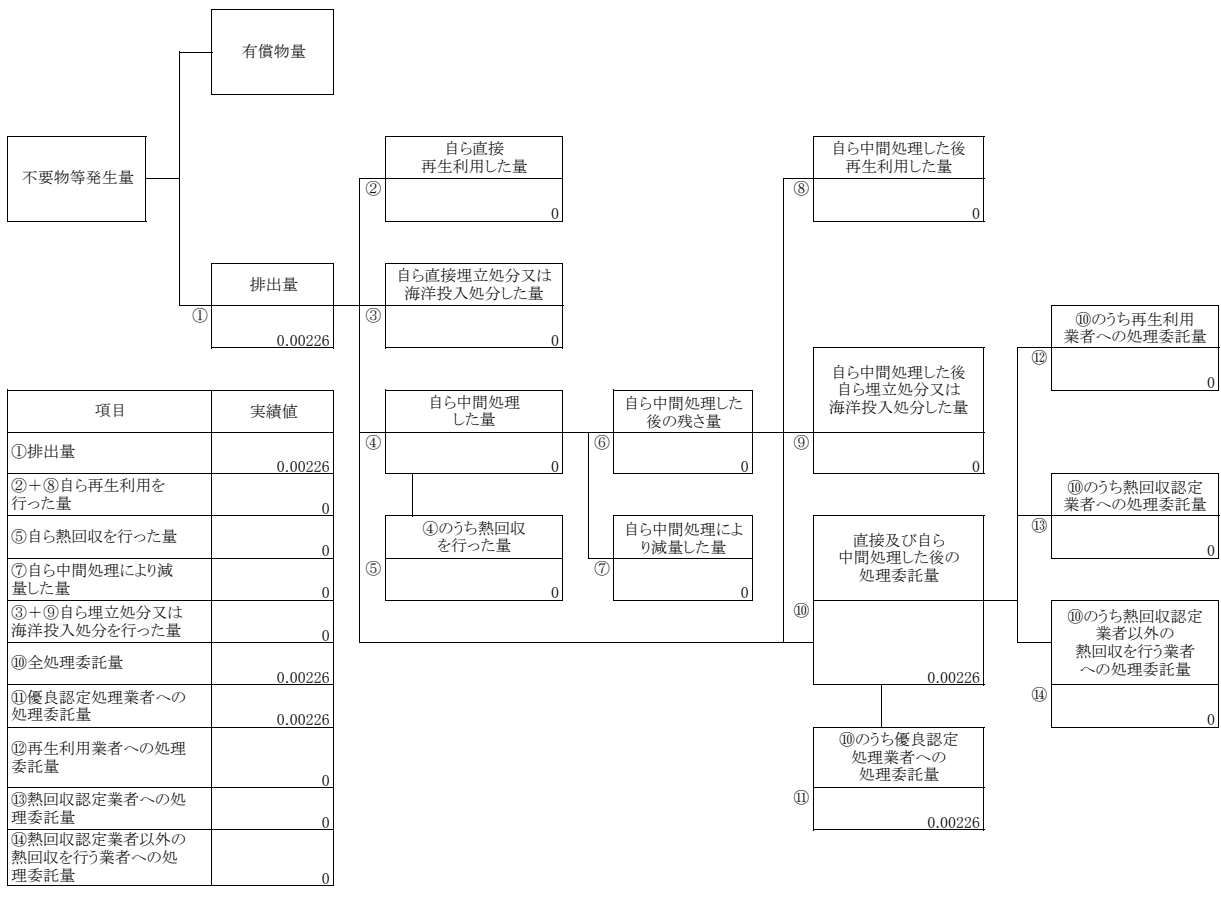 有償物量
不要物等発生量
自ら直接
再生利用した量
②
0
自ら中間処理した後
再生利用した量
⑧
0
排出量
①
0.00226
自ら直接埋立処分又は
海洋投入処分した量
③
0
⑩のうち再生利用
業者への処理委託量
⑫
0
自ら中間処理
した量
④
0
自ら中間処理した
後の残さ量
⑥
0
自ら中間処理した後
自ら埋立処分又は
海洋投入処分した量
⑨
0
④のうち熱回収
を行った量
⑤
0
自ら中間処理によ
り減量した量
⑦
0
直接及び自ら
中間処理した後の
処理委託量
⑩
0.00226
⑩のうち熱回収認定
業者への処理委託量
⑬
0
⑩のうち熱回収認定
業者以外の
熱回収を行う業者
への処理委託量
⑭
0
⑩のうち優良認定
処理業者への
処理委託量
⑪
0.00226
項目 実績値
①排出量
0.00226
②＋⑧自ら再生利用を
行った量
0
⑤自ら熱回収を行った量
0
⑦自ら中間処理により減
量した量
0
③＋⑨自ら埋立処分又は
海洋投入処分を行った量
0
⑩全処理委託量
0.00226
⑪優良認定処理業者への
処理委託量
0.00226
⑫再生利用業者への処理
委託量
0
⑬熱回収認定業者への処
理委託量
0
⑭熱回収認定業者以外の
熱回収を行う業者への処
理委託量
0